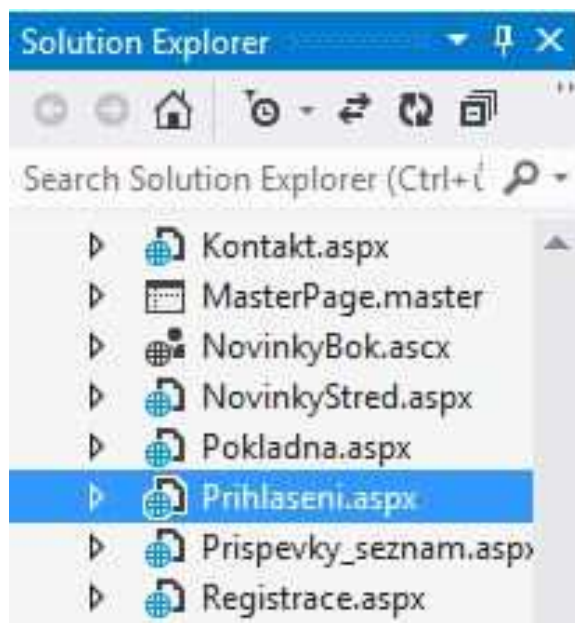 Solution Explorer
Search Solution Explorer (Ctrl+
Kontakt.aspx
MasterPage.master
NovinkyBok.ascx
NovinkyStred.aspx
Pokladna.aspx
Prihlaseni.aspx
Prispevky_seznam.aspx
Registrace.aspx